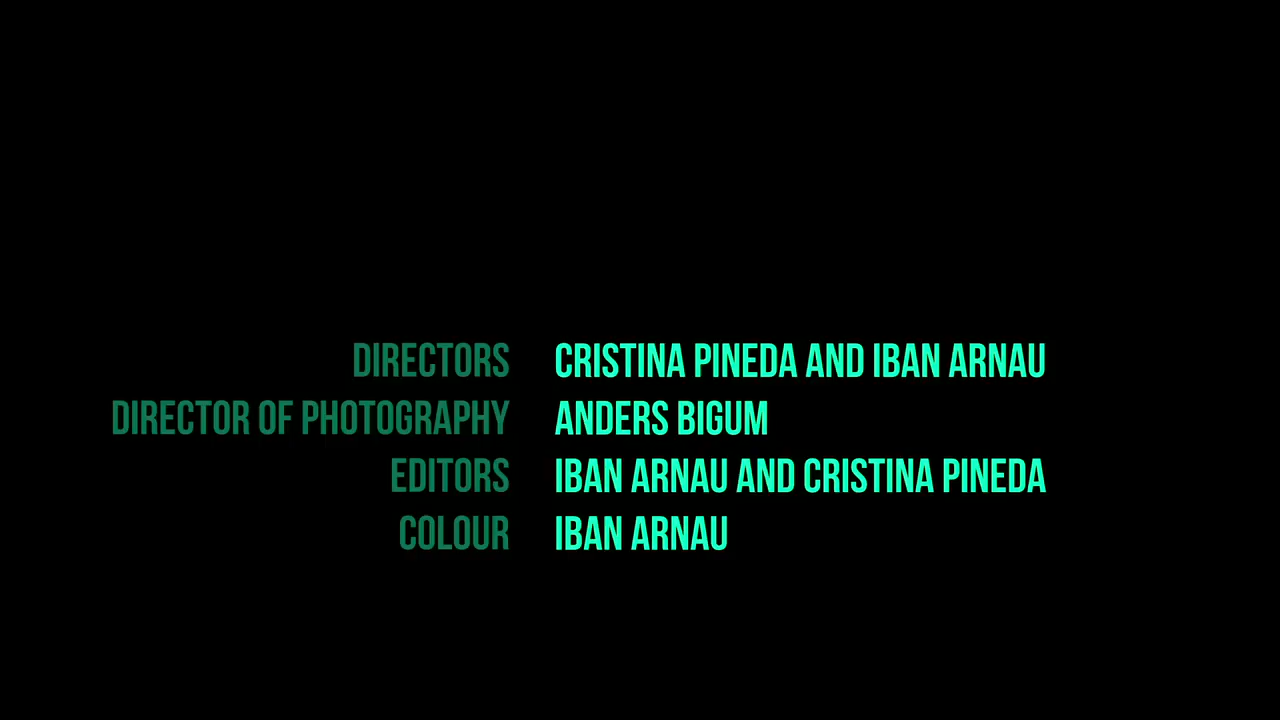 DIRECTORS CRISTINA PINEDA AND IBAN ARNAU
DIRECTOR OF PHOTOGRAPHY ANDERS BIGUM
EDITORS IBAN ARNAU AND CRISTINA PINEDA
COLOUR IBAN ARNAU